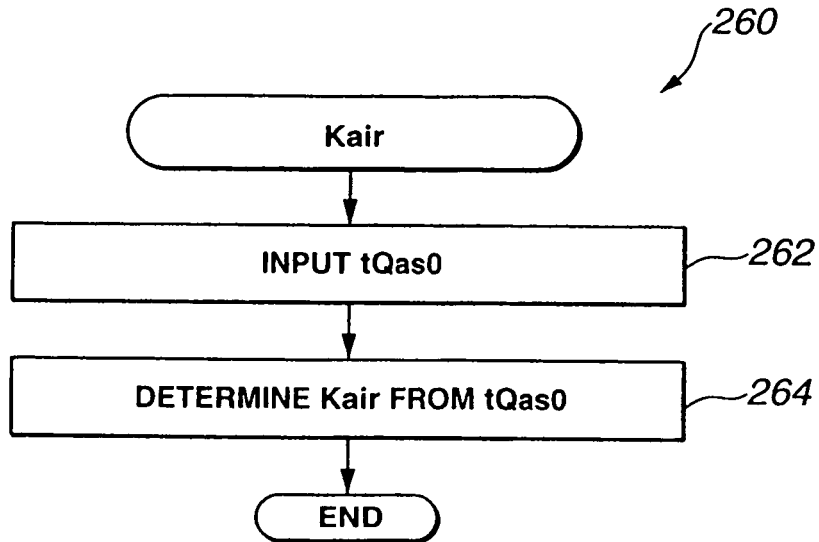 260
Kair
INPUT tQas0
262
DETERMINE Kair FROM tQas0
264
END